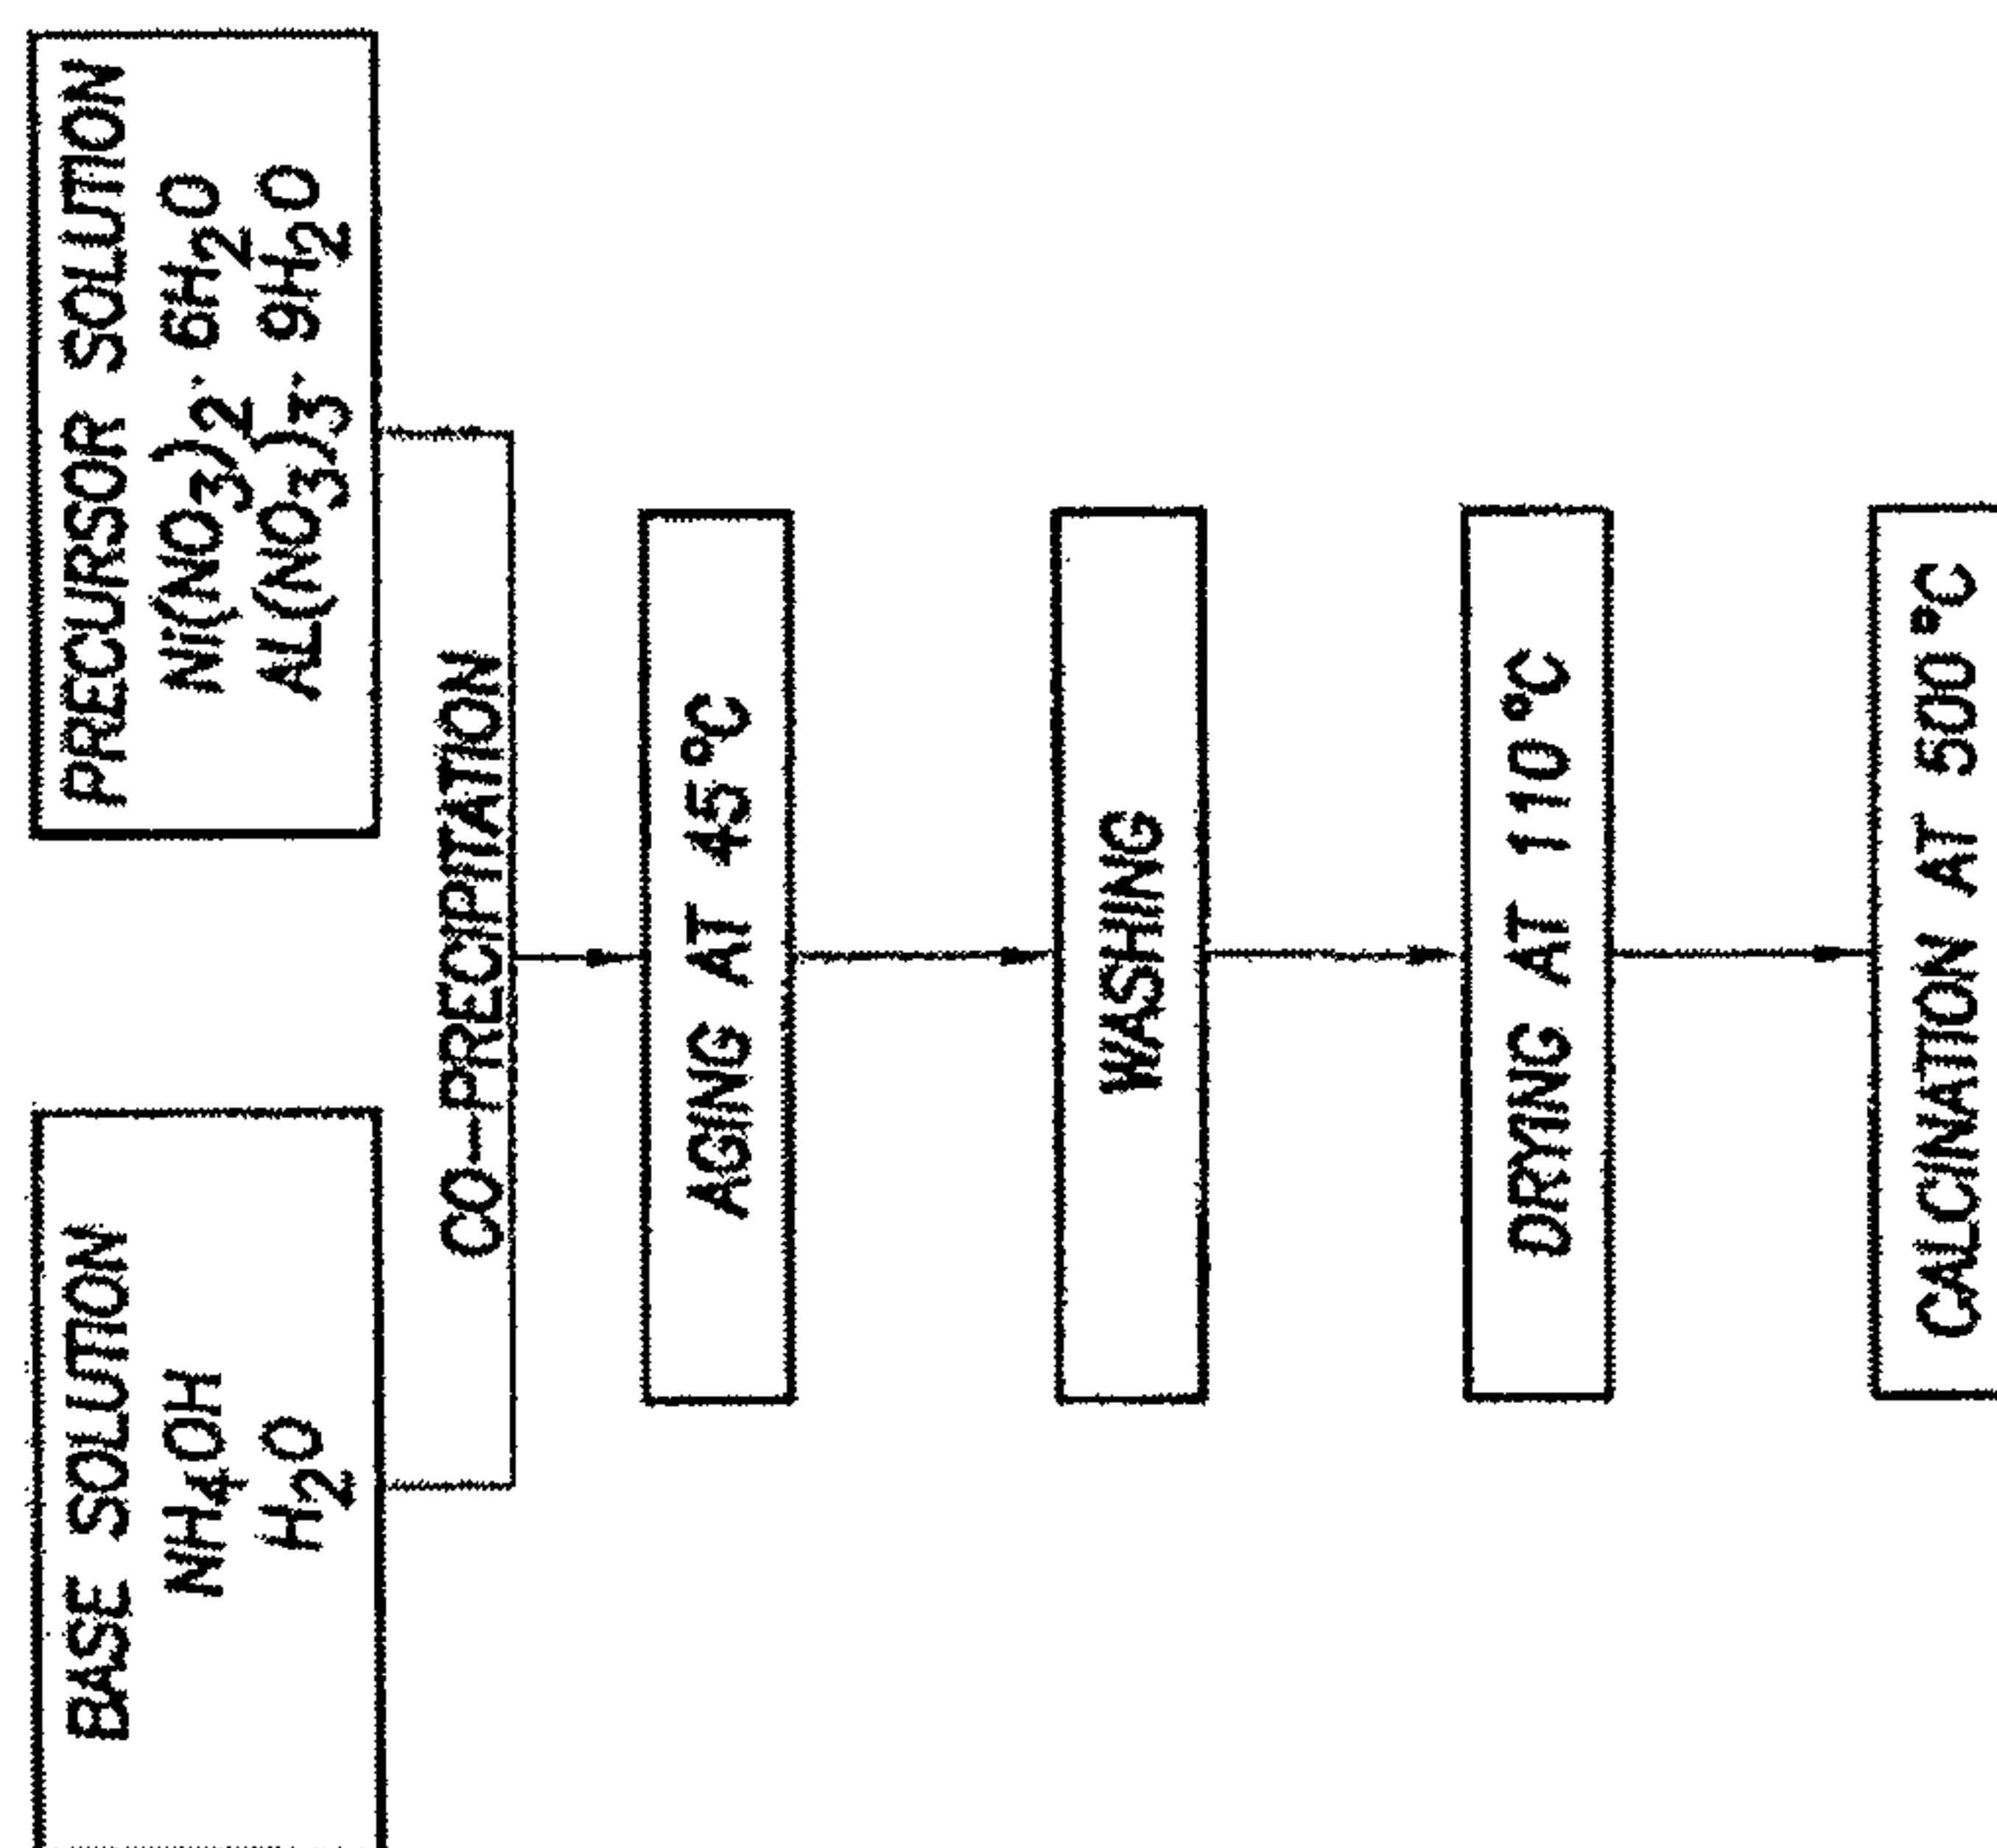 BASE SOLUTION
NH4OH
H2O
PRECURSOR SOLUTION
Ni(NO3)2· 6H2O
AL(NO3)3· 9H2O
CO-PRECIPITATION
AGING AT 45°C
WASHING
DRYING AT 110°C
CALCINATION AT 500°C